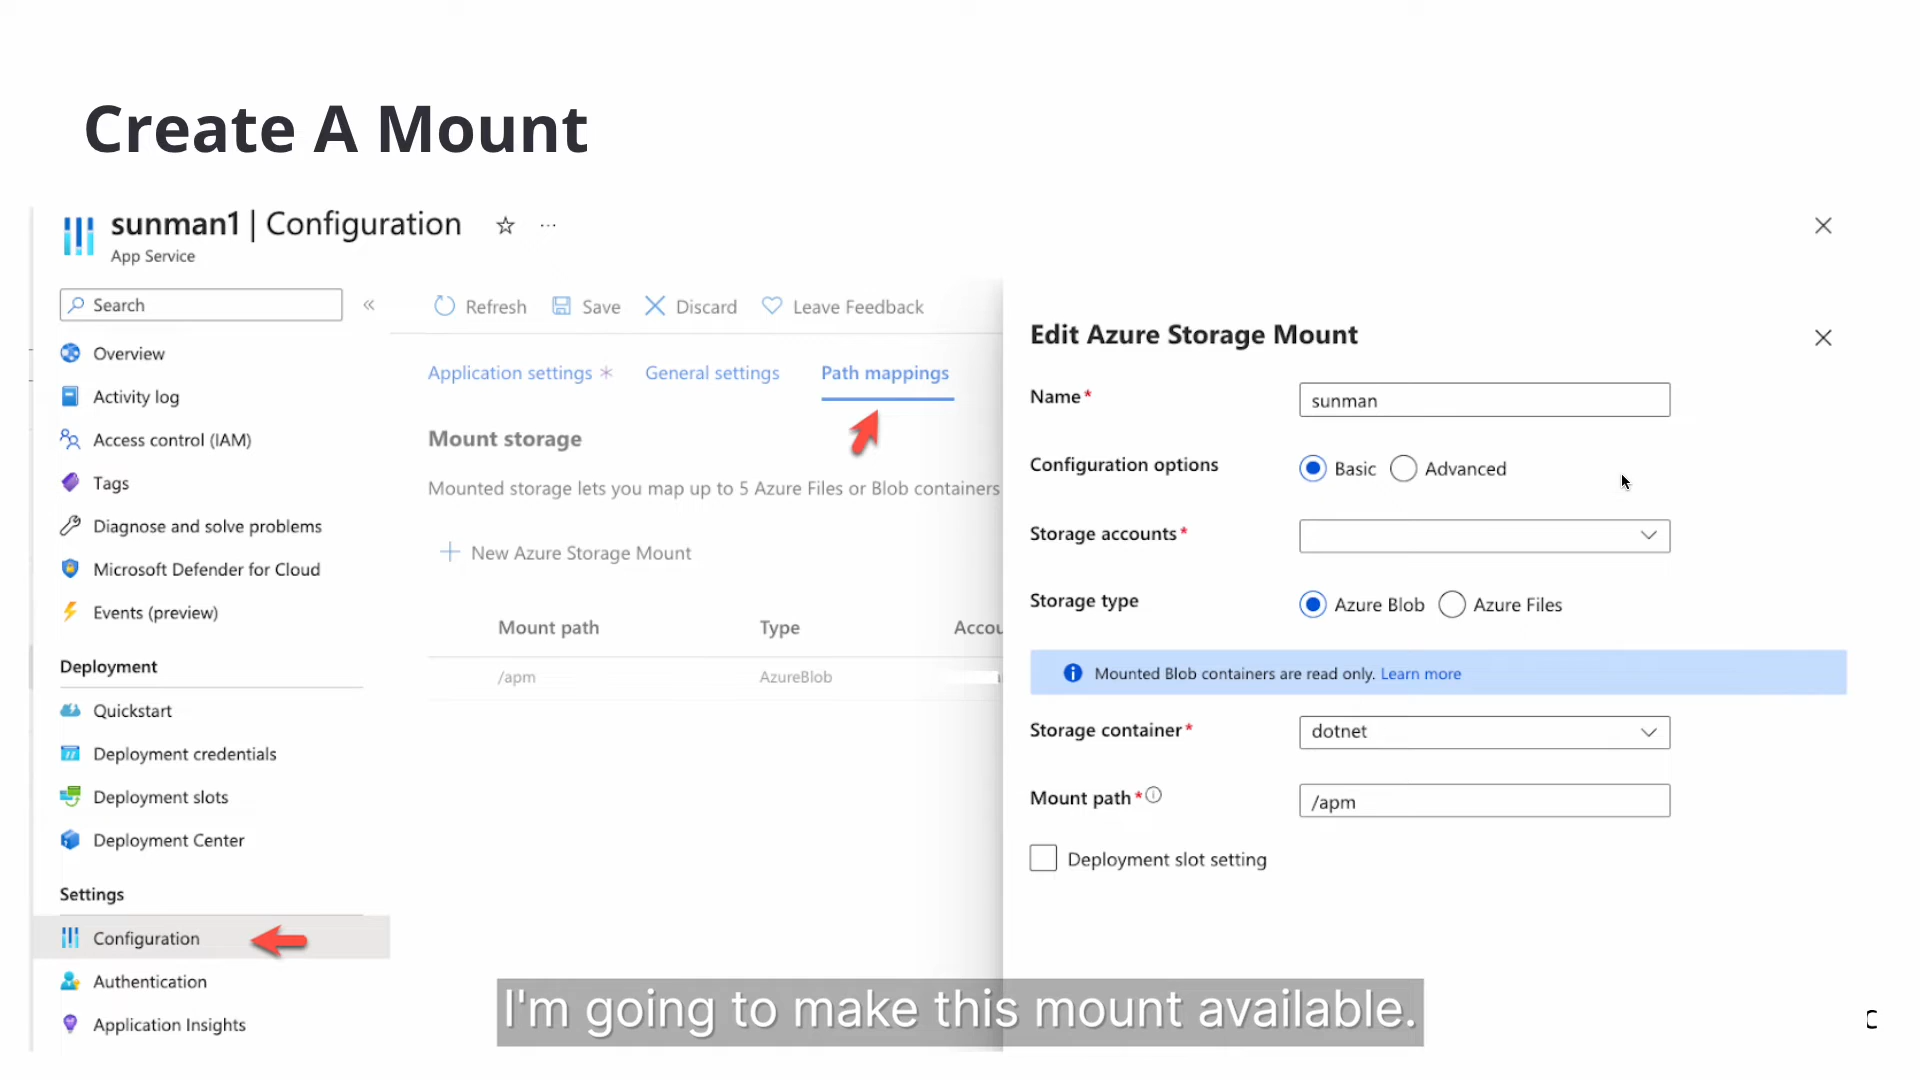 Create A Mount
sunman1 | Configuration
App Service
Search
Overview
Activity log
Access control (IAM)
Tags
Diagnose and solve problems
Microsoft Defender for Cloud
Events (preview)
Deployment
Quickstart
Deployment credentials
Deployment slots
Deployment Center
Settings
Configuration
Authentication
Application Insights
Refresh Save Discard Leave Feedback
Application settings * General settings Path mappings
Mount storage
Mounted storage lets you map up to 5 Azure Files or Blob containers
New Azure Storage Mount
Mount path Type
/apm AzureBlob
Edit Azure Storage Mount
Name * sunman
Configuration options Basic Advanced
Storage accounts *
Storage type Azure Blob Azure Files
Mounted Blob containers are read only. Learn more
Storage container * dotnet
Mount path * /apm
Deployment slot setting
I'm going to make this mount available.